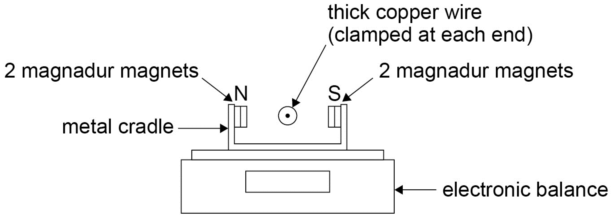 thick copper wire
(clamped at each end)
2 magnadur magnets
N
S
2 magnadur magnets
metal cradle
electronic balance